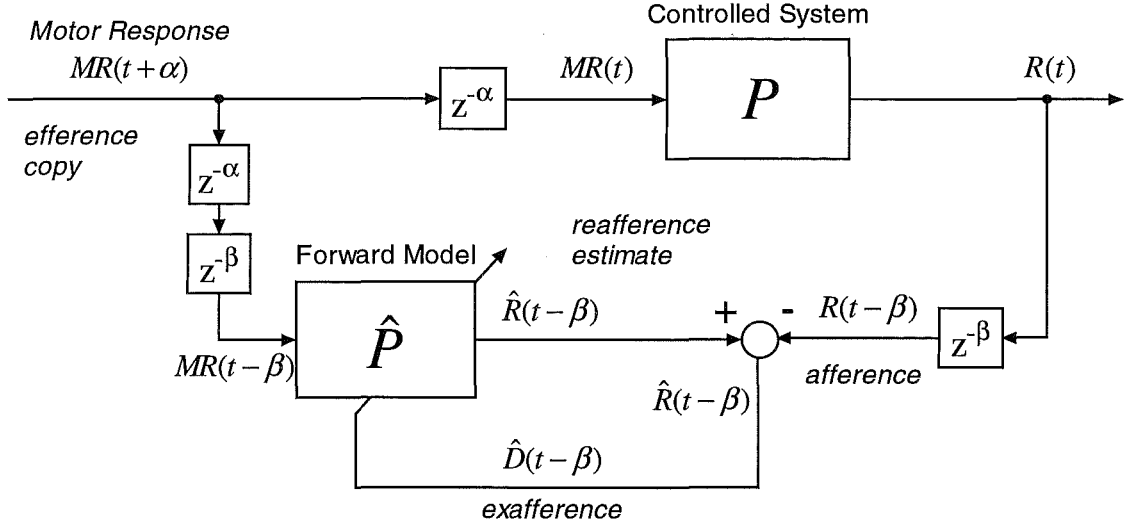 Controlled System
Motor Response
MR(t+α)
z^{-α}
MR(t)
P
R(t)
efference
copy
z^{-α}
z^{-β}
Forward Model
reafference
estimate
P̂
R̂(t−β)
+
-
R(t−β)
z^{-β}
MR(t−β)
afference
R̂(t−β)
D̂(t−β)
exafference